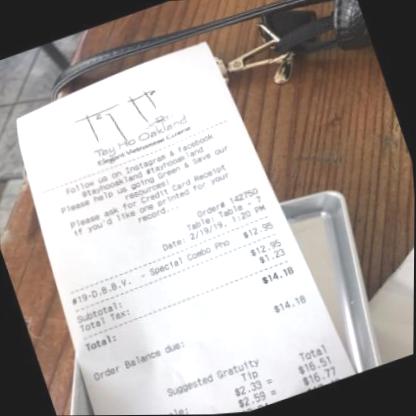 Tay Ho Oakland
Elegant Vietnamese Cuisine
Follow us on Instagram & facebook
@tayhooakland #tayhooakland
Please help us going Green & save our
resources!
Please ask for Credit Card Receipt
if you'd like one printed for your
record...
Order# 142750
Table: Table - 7
Date: 2/19/19, 1:20 PM
#19-D.B.B.V. - Special Combo Pho $12.95
Subtotal: $12.95
Total Tax: $1.23
Total: $14.18
Order Balance due: $14.18
Suggested Gratuity
Tip Total
$2.33 = $16.51
$2.59 = $16.77